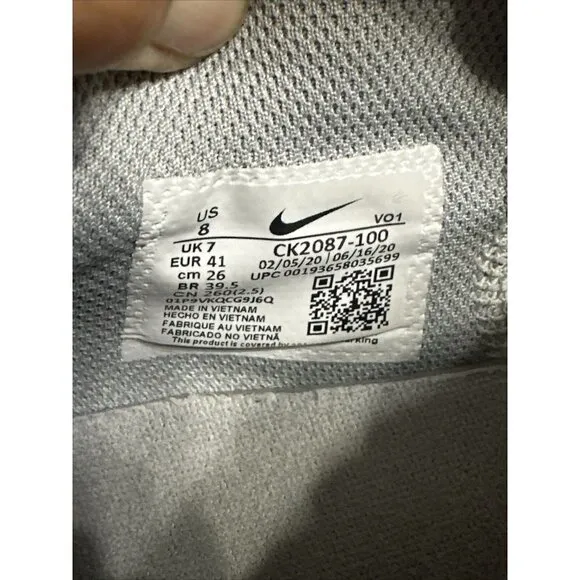 US
8
UK 7
EUR 41
cm 26
BR 39.5
CN 260(2.5)
01P9VKQCG9J6Q
MADE IN VIETNAM
HECHO EN VIETNAM
FABRIQUE AU VIETNAM
FABRICADO NO VIETNÃ
This product is covered by
VO1
CK2087-100
02/05/20 | 06/16/20
UPC 00193658035699